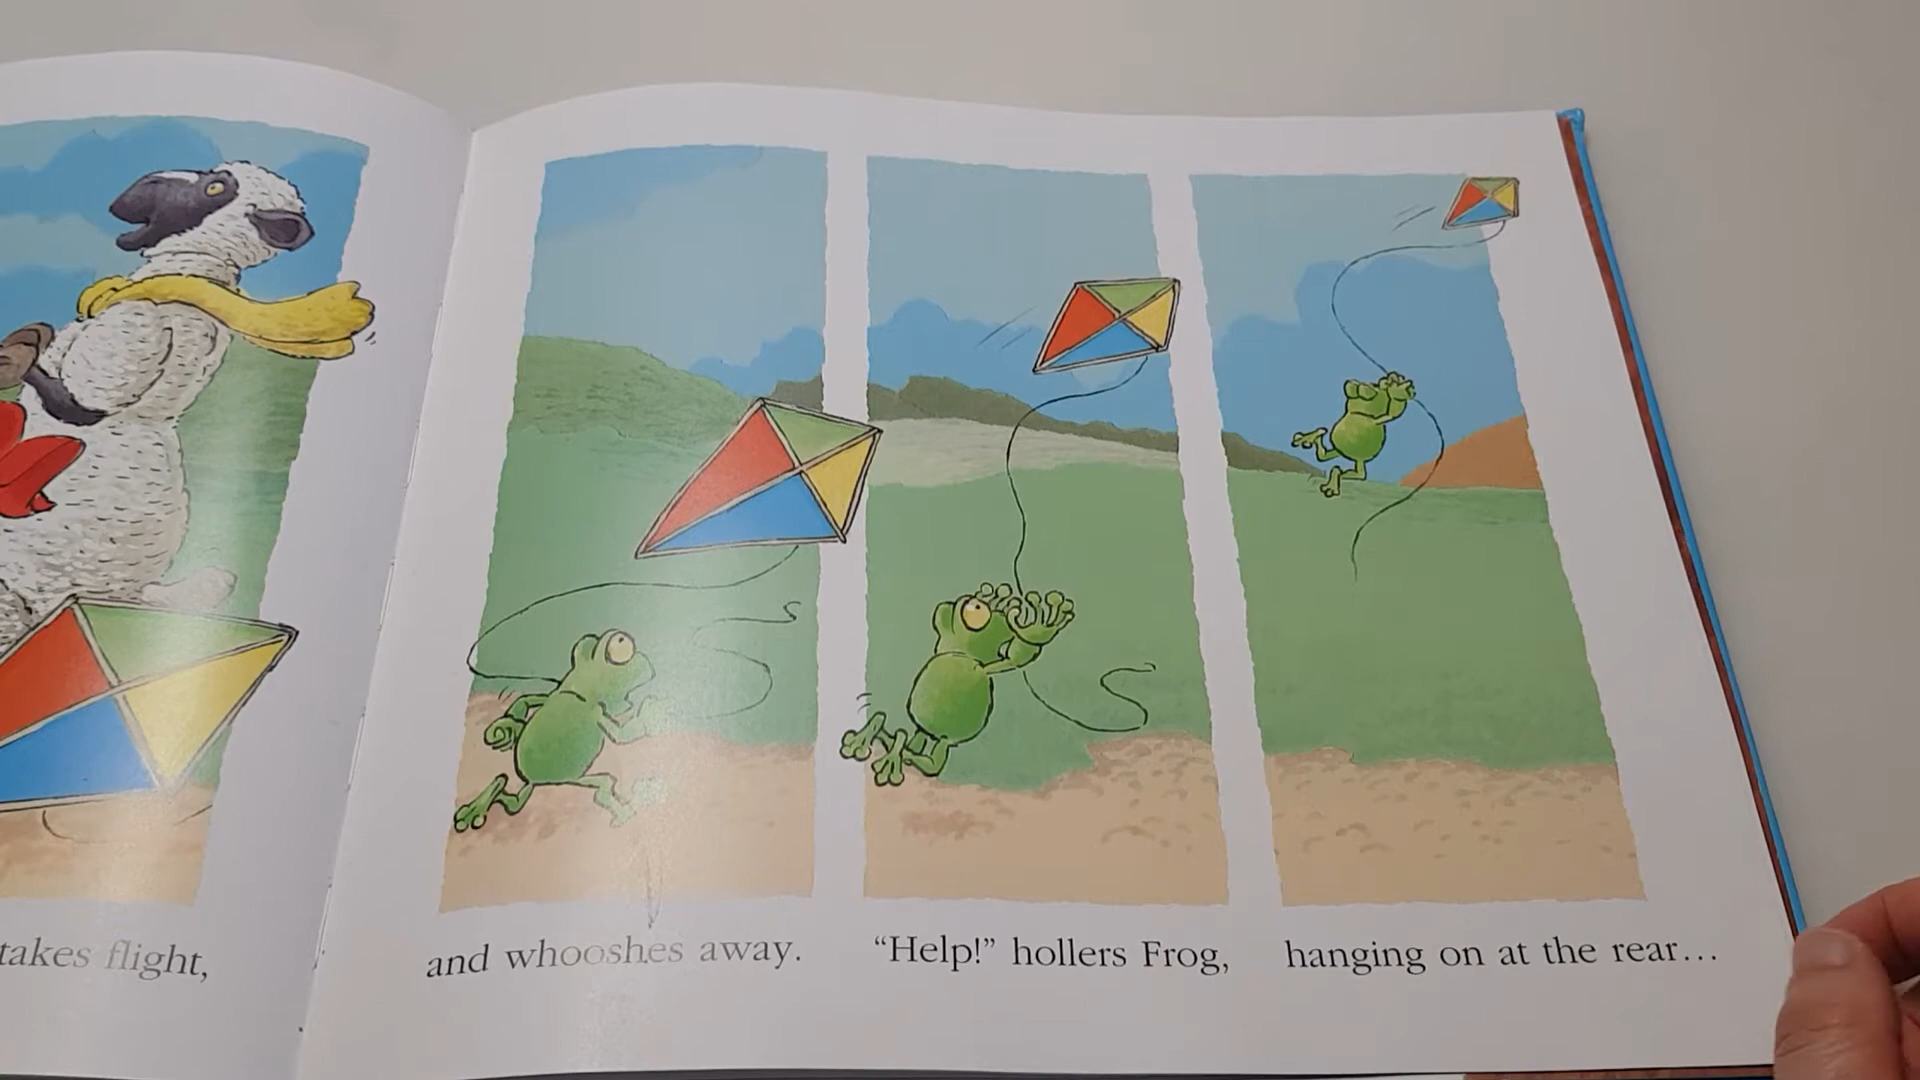 takes flight,
and whooshes away.
“Help!” hollers Frog,
hanging on at the rear...